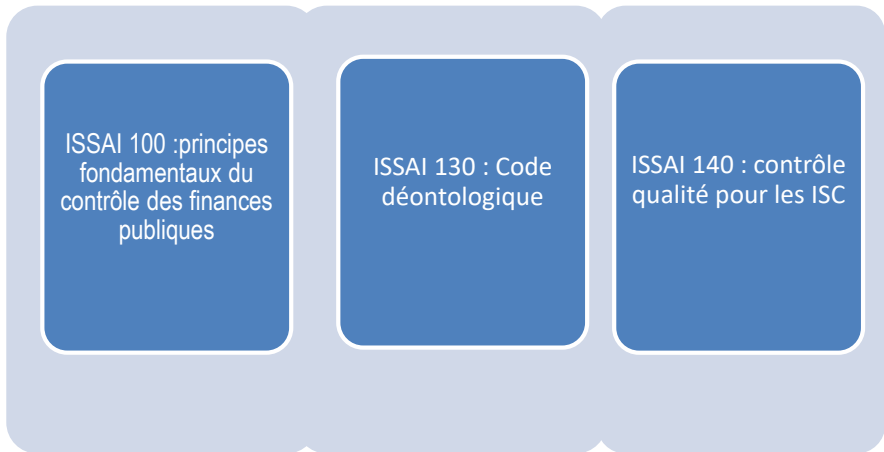 ISSAI 100 :principes
fondamentaux du
contrôle des finances
publiques
ISSAI 130 : Code
déontologique
ISSAI 140 : contrôle
qualité pour les ISC